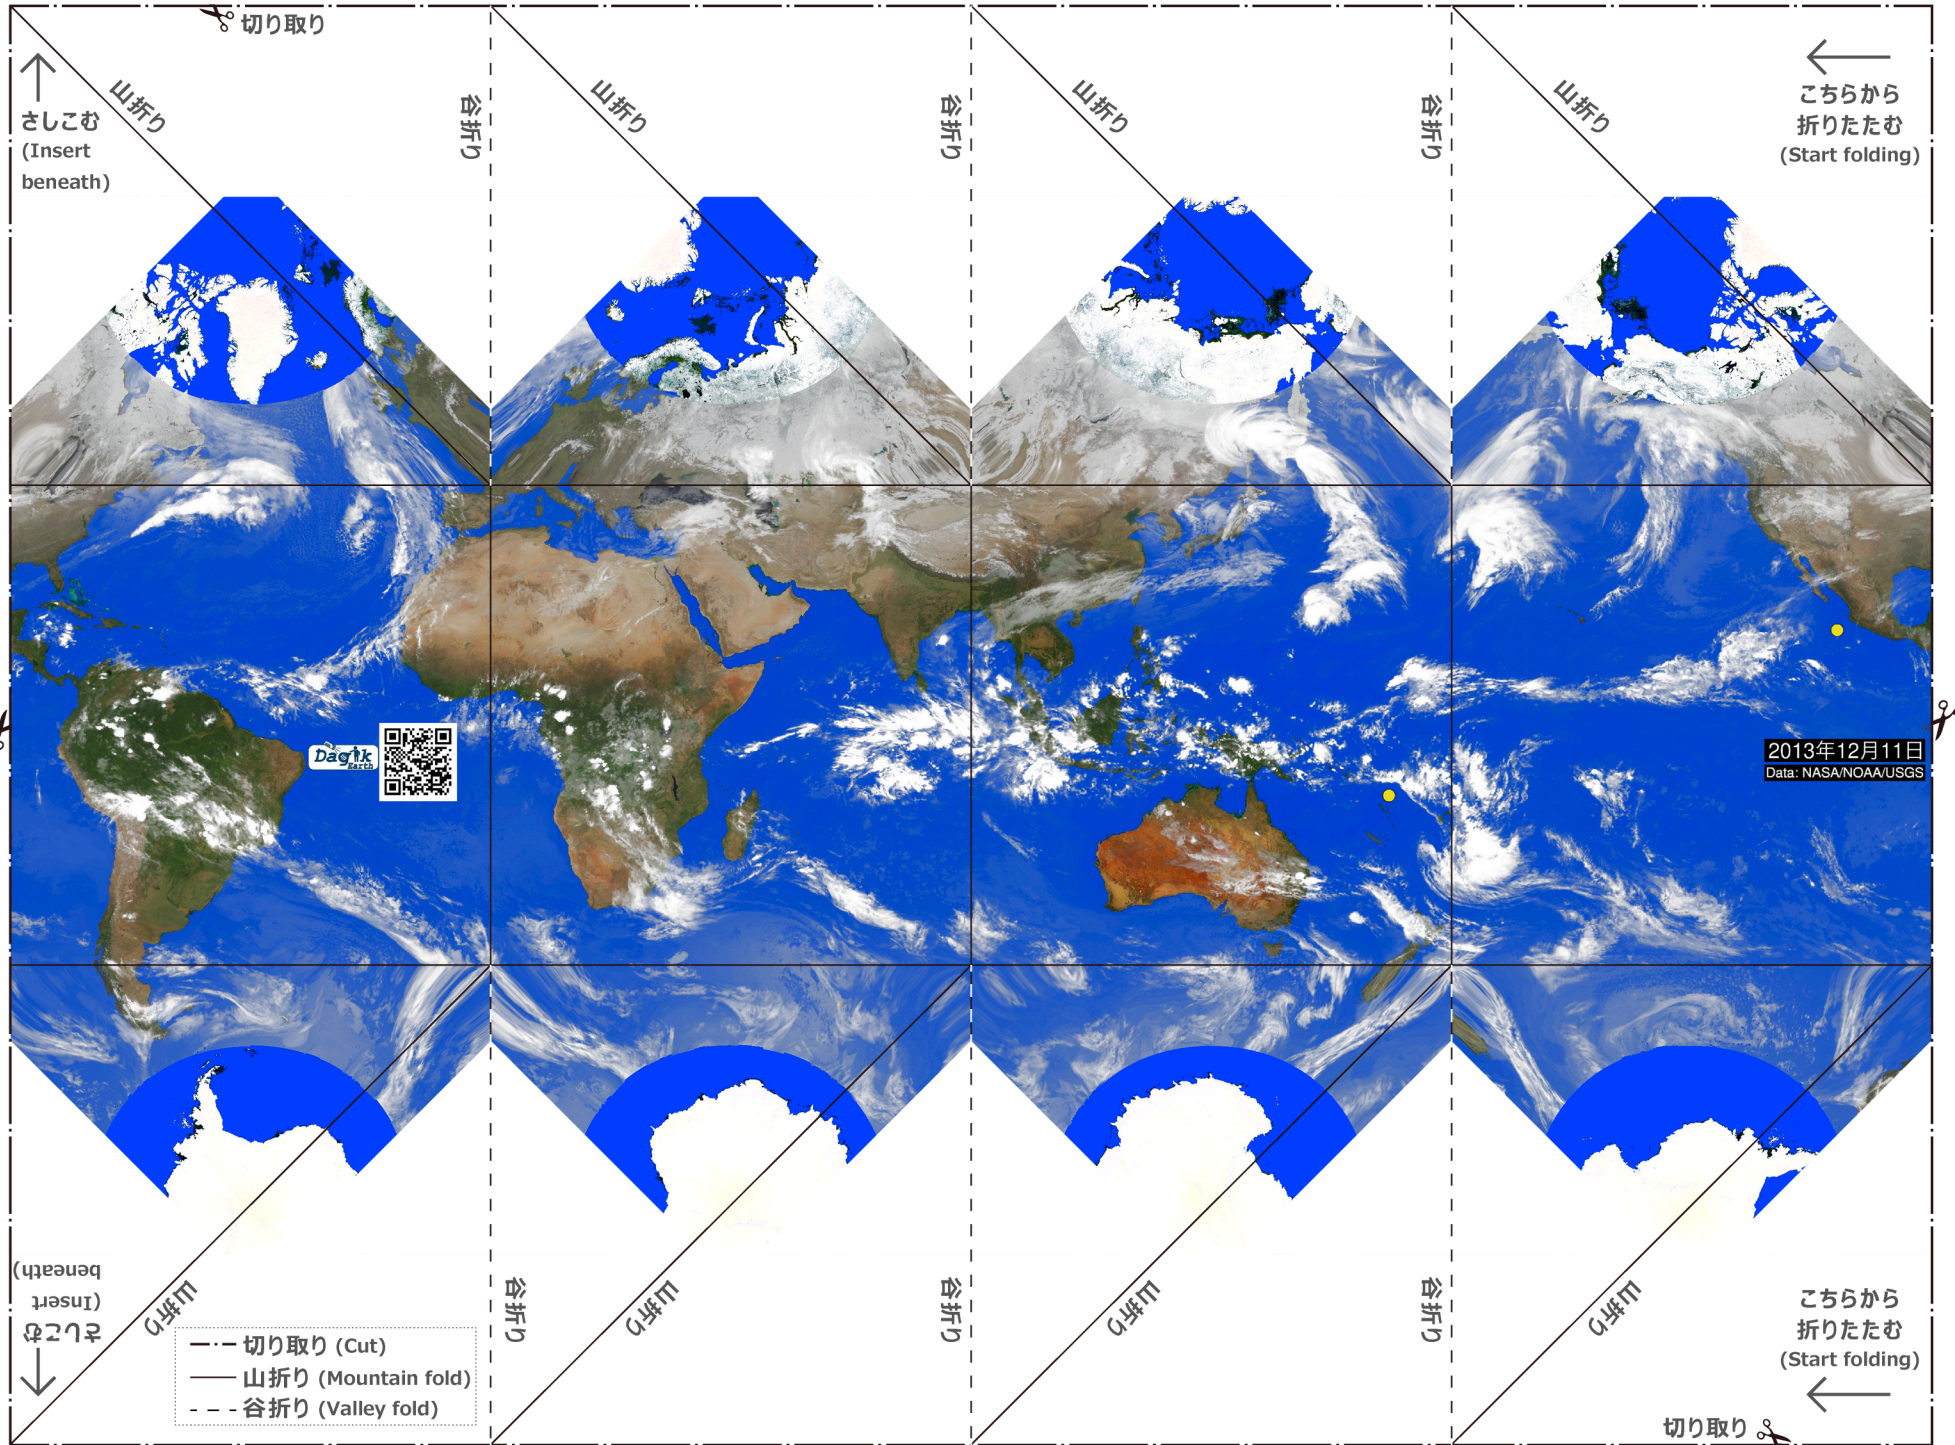 切り取り
さしこむ
(Insert
beneath)
山折り
谷折り
山折り
谷折り
山折り
谷折り
山折り
こちらから
折りたたむ
(Start folding)
Dagik
Earth
2013年12月11日
Data: NASA/NOAA/USGS
さしこむ
(Insert
beneath)
山折り
谷折り
山折り
谷折り
山折り
谷折り
山折り
こちらから
折りたたむ
(Start folding)
切り取り (Cut)
山折り (Mountain fold)
谷折り (Valley fold)
切り取り